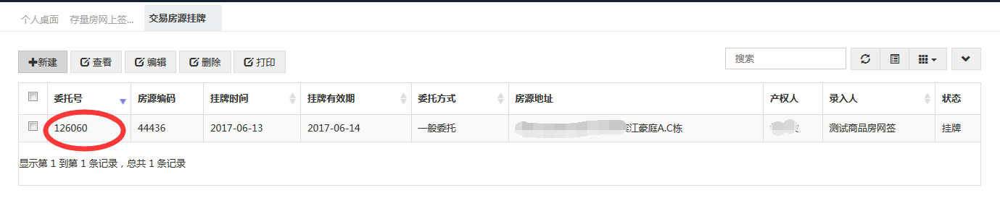 个人桌面 存量房网上签... 交易房源挂牌
新建 查看 编辑 删除 打印 搜索
委托号 房源编码 挂牌时间 挂牌有效期 委托方式 房源地址 产权人 录入人 状态
126060 44436 2017-06-13 2017-06-14 一般委托 江豪庭A.C栋 测试商品房网签 挂牌
显示第 1 到第 1 条记录，总共 1 条记录